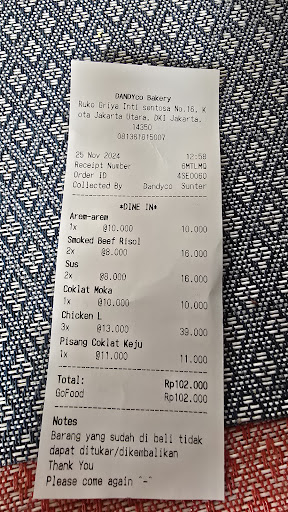 DANDYco Bakery
Ruko Griya Inti sentosa No.16, K
ota Jakarta Utara, DKI Jakarta,
14350
081361815007
25 Nov 2024 12:58
Receipt Number 6MTLMQ
Order ID 4SE06D
Collected By Dandyco Sunter
*DINE IN*
Arem-arem
1x @10.000 10.000
Smoked Beef Risol
2x @8.000 16.000
Sus
2x @8.000 16.000
Coklat Moka
1x @10.000 10.000
Chicken L
3x @13.000 39.000
Pisang Coklat Keju
1x @11.000 11.000
Total: Rp102.000
GoFood Rp102.000
Notes
Barang yang sudah di beli tidak
dapat ditukar/dikembalikan
Thank You
Please come again ^-^